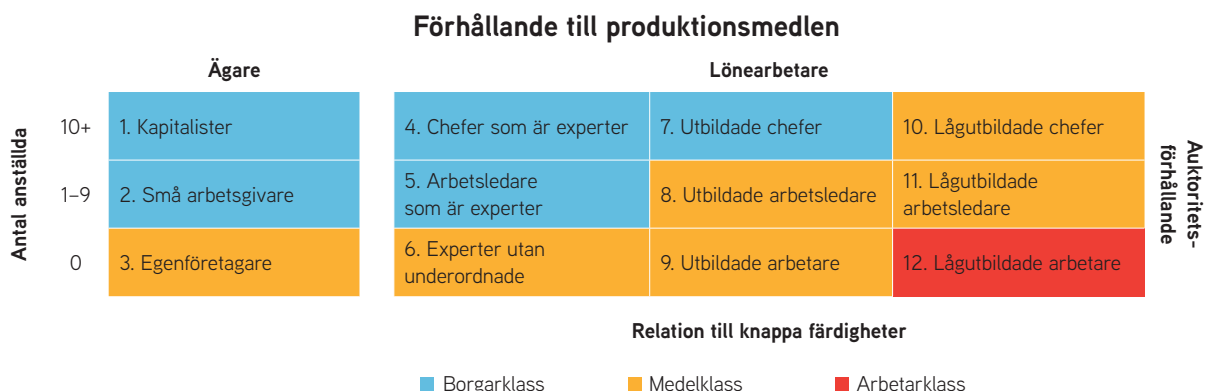 Förhållande till produktionsmedlen
Ägare
Lönearbetare
Antal anställda
10+
1. Kapitalister
4. Chefer som är experter
7. Utbildade chefer
10. Lågutbildade chefer
1–9
2. Små arbetsgivare
5. Arbetsledare
som är experter
8. Utbildade arbetsledare
11. Lågutbildade
arbetsledare
0
3. Egenföretagare
6. Experter utan
underordnade
9. Utbildade arbetare
12. Lågutbildade arbetare
Auktoritets-
förhållande
Relation till knappa färdigheter
Borgarklass
Medelklass
Arbetarklass